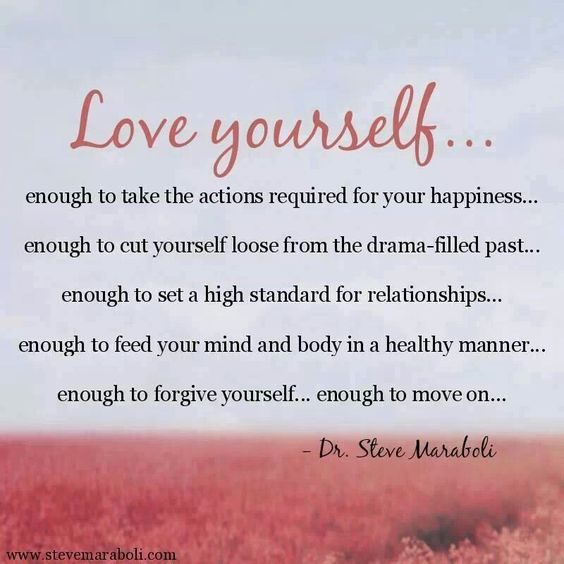 Love yourself...
enough to take the actions required for your happiness...
enough to cut yourself loose from the drama-filled past...
enough to set a high standard for relationships...
enough to feed your mind and body in a healthy manner...
enough to forgive yourself... enough to move on...
- Dr. Steve Maraboli
www.stevemaraboli.com